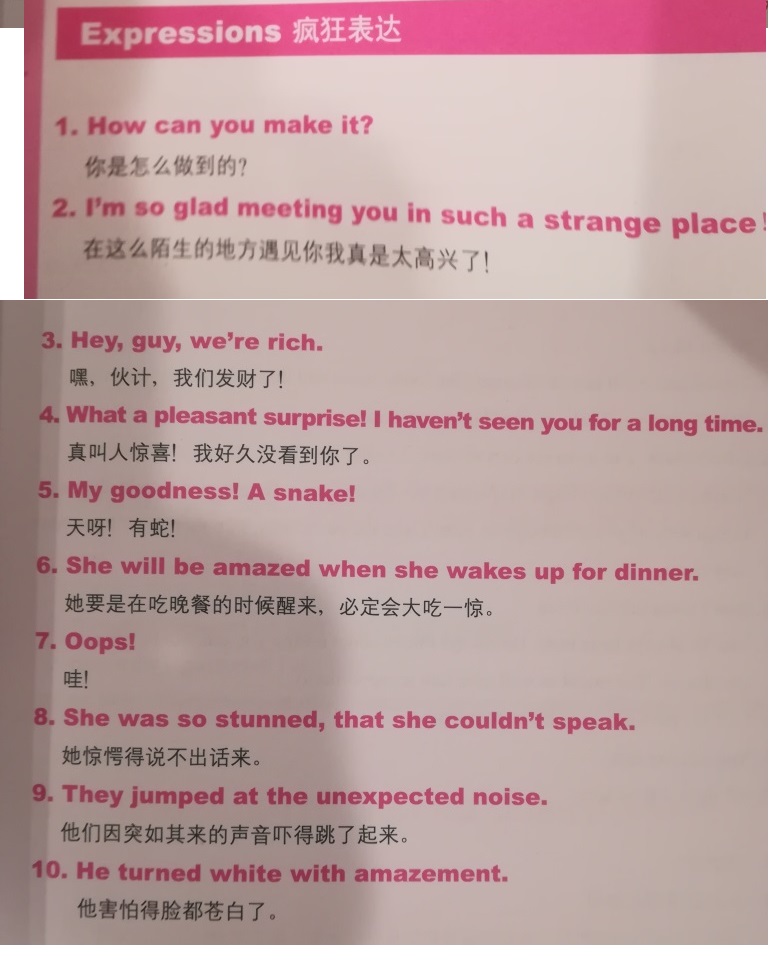 Expressions 疯狂表达
1. How can you make it?
你是怎么做到的?
2. I'm so glad meeting you in such a strange place!
在这么陌生的地方遇见你我真是太高兴了!
3. Hey, guy, we're rich.
嘿，伙计，我们发财了!
4. What a pleasant surprise! I haven't seen you for a long time.
真叫人惊喜! 我好久没看到你了。
5. My goodness! A snake!
天呀! 有蛇!
6. She will be amazed when she wakes up for dinner.
她要是在吃晚餐的时候醒来，必定会大吃一惊。
7. Oops!
哇!
8. She was so stunned, that she couldn't speak.
她惊愕得说不出话来。
9. They jumped at the unexpected noise.
他们因突如其来的声音吓得跳了起来。
10. He turned white with amazement.
他害怕得脸都苍白了。